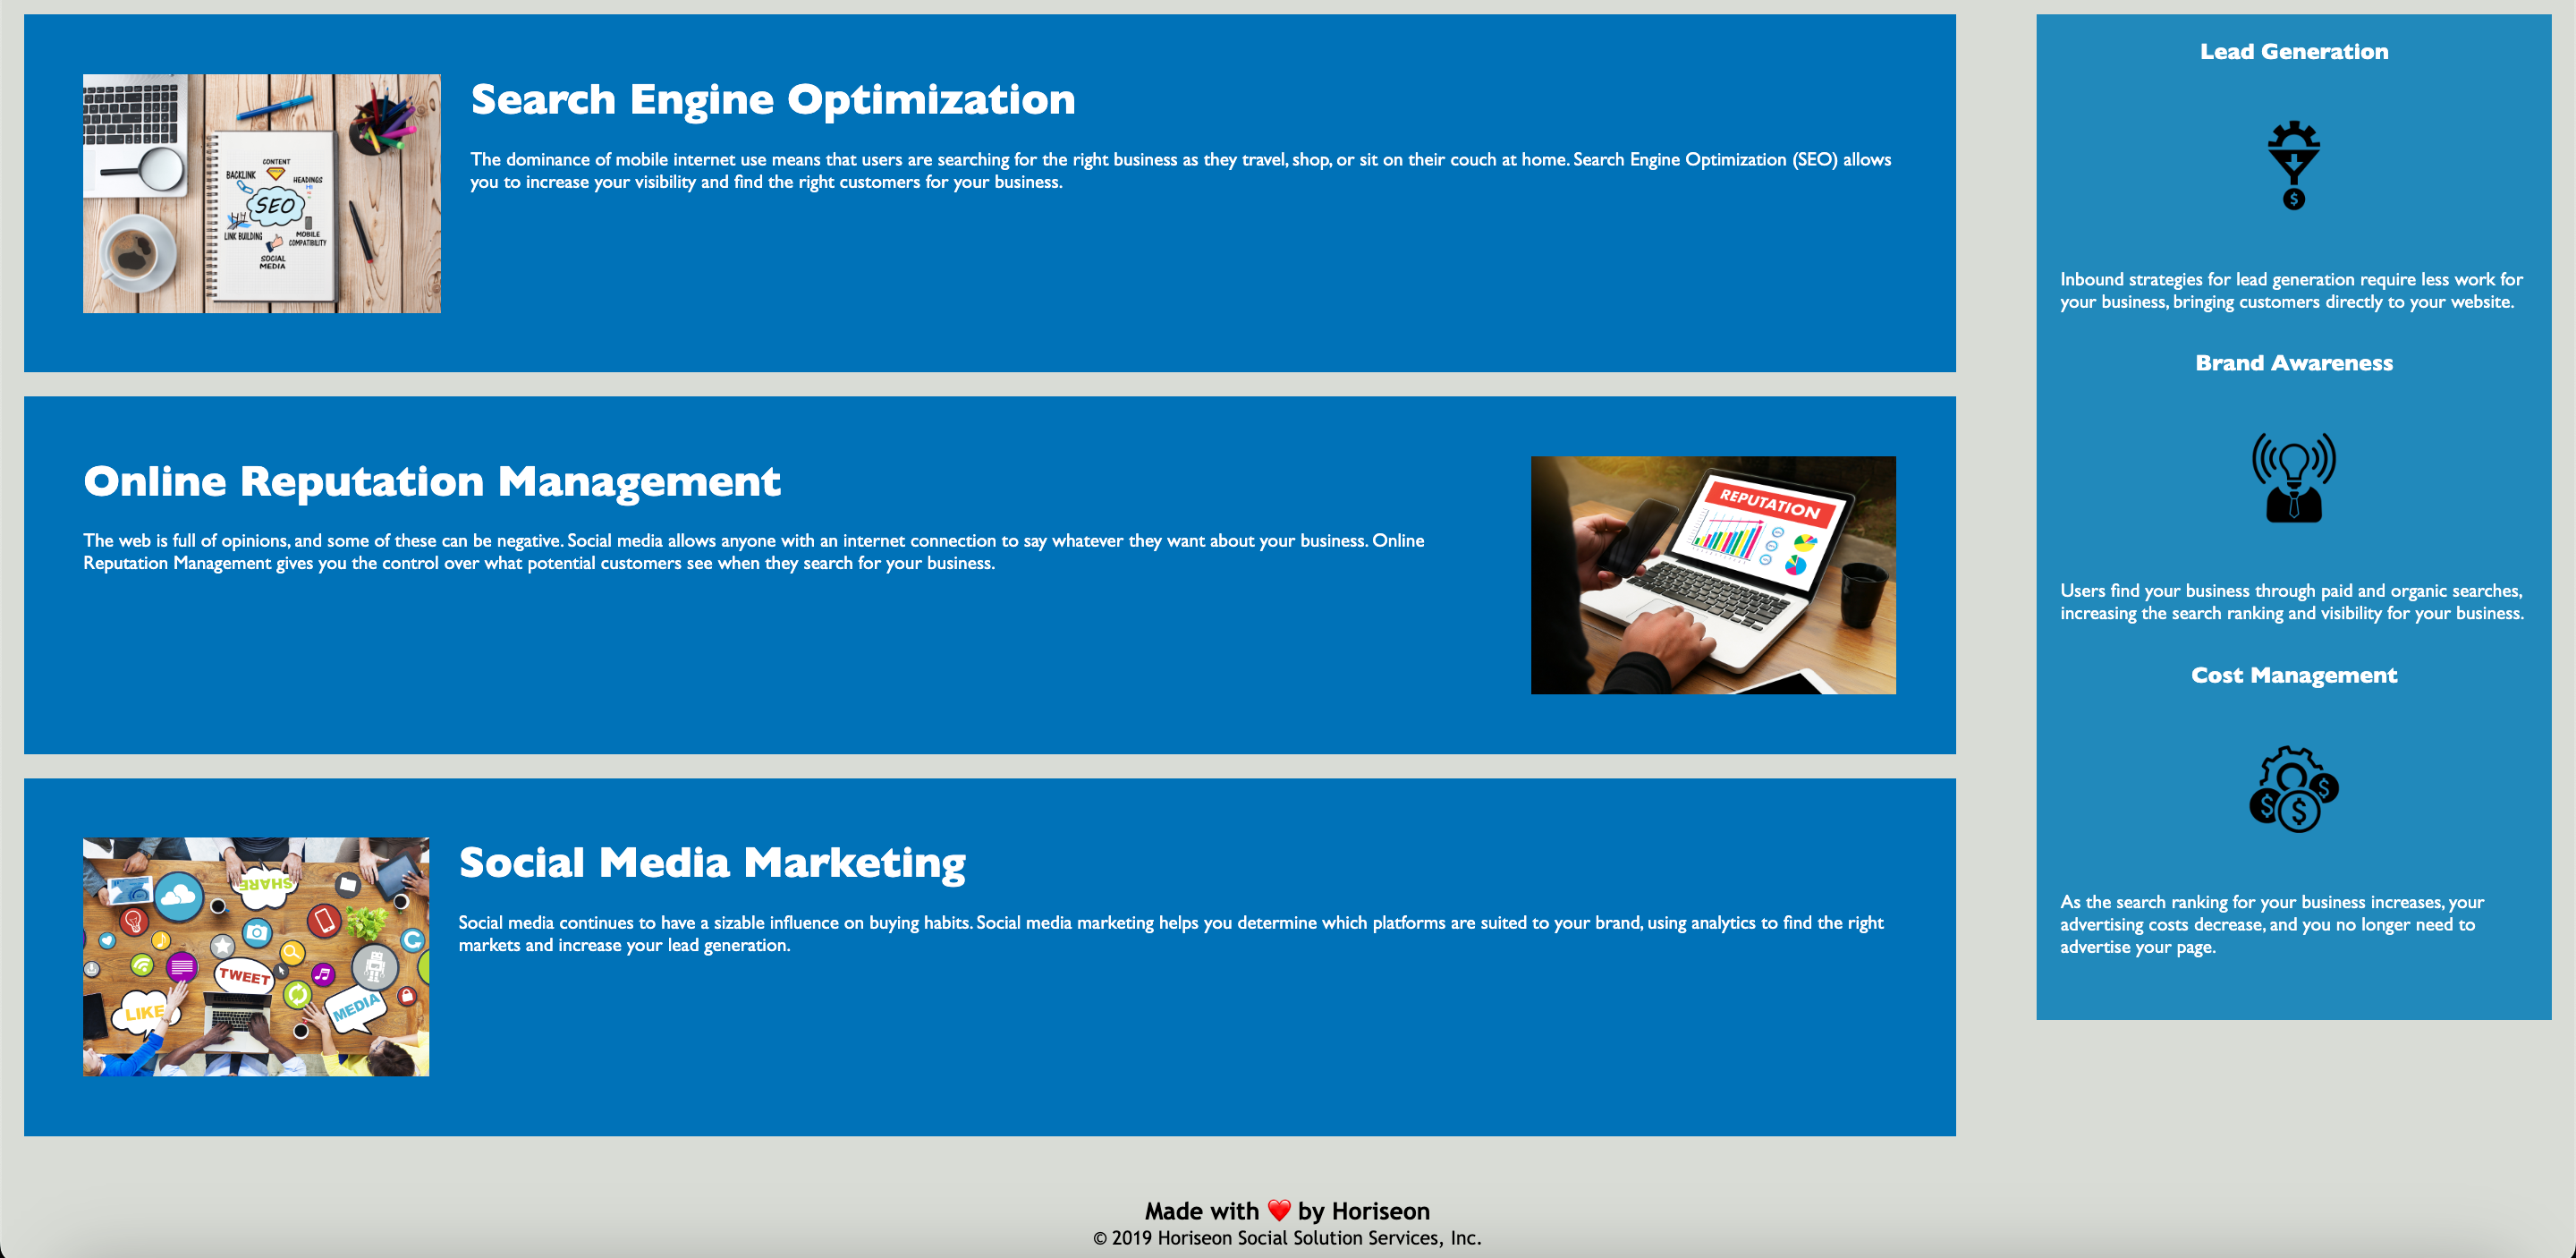 Search Engine Optimization
The dominance of mobile internet use means that users are searching for the right business as they travel, shop, or sit on their couch at home. Search Engine Optimization (SEO) allows
you to increase your visibility and find the right customers for your business.
CONTENT
BACKLINK
HEADINGS
SEO
LINK BUILDING
MOBILE
COMPATIBILITY
SOCIAL
MEDIA
Online Reputation Management
The web is full of opinions, and some of these can be negative. Social media allows anyone with an internet connection to say whatever they want about your business. Online
Reputation Management gives you the control over what potential customers see when they search for your business.
REPUTATION
Social Media Marketing
Social media continues to have a sizable influence on buying habits. Social media marketing helps you determine which platforms are suited to your brand, using analytics to find the right
markets and increase your lead generation.
SHARE
TWEET
LIKE
MEDIA
Lead Generation
$
Inbound strategies for lead generation require less work for
your business, bringing customers directly to your website.
Brand Awareness
Users find your business through paid and organic searches,
increasing the search ranking and visibility for your business.
Cost Management
$ $ $
As the search ranking for your business increases, your
advertising costs decrease, and you no longer need to
advertise your page.
Made with ❤️ by Horiseon
© 2019 Horiseon Social Solution Services, Inc.